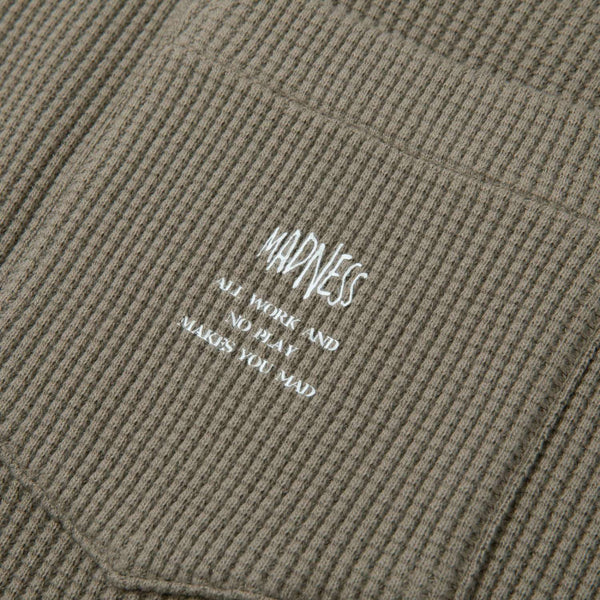 MADNESS
ALL WORK AND
NO PLAY
MAKES YOU MAD